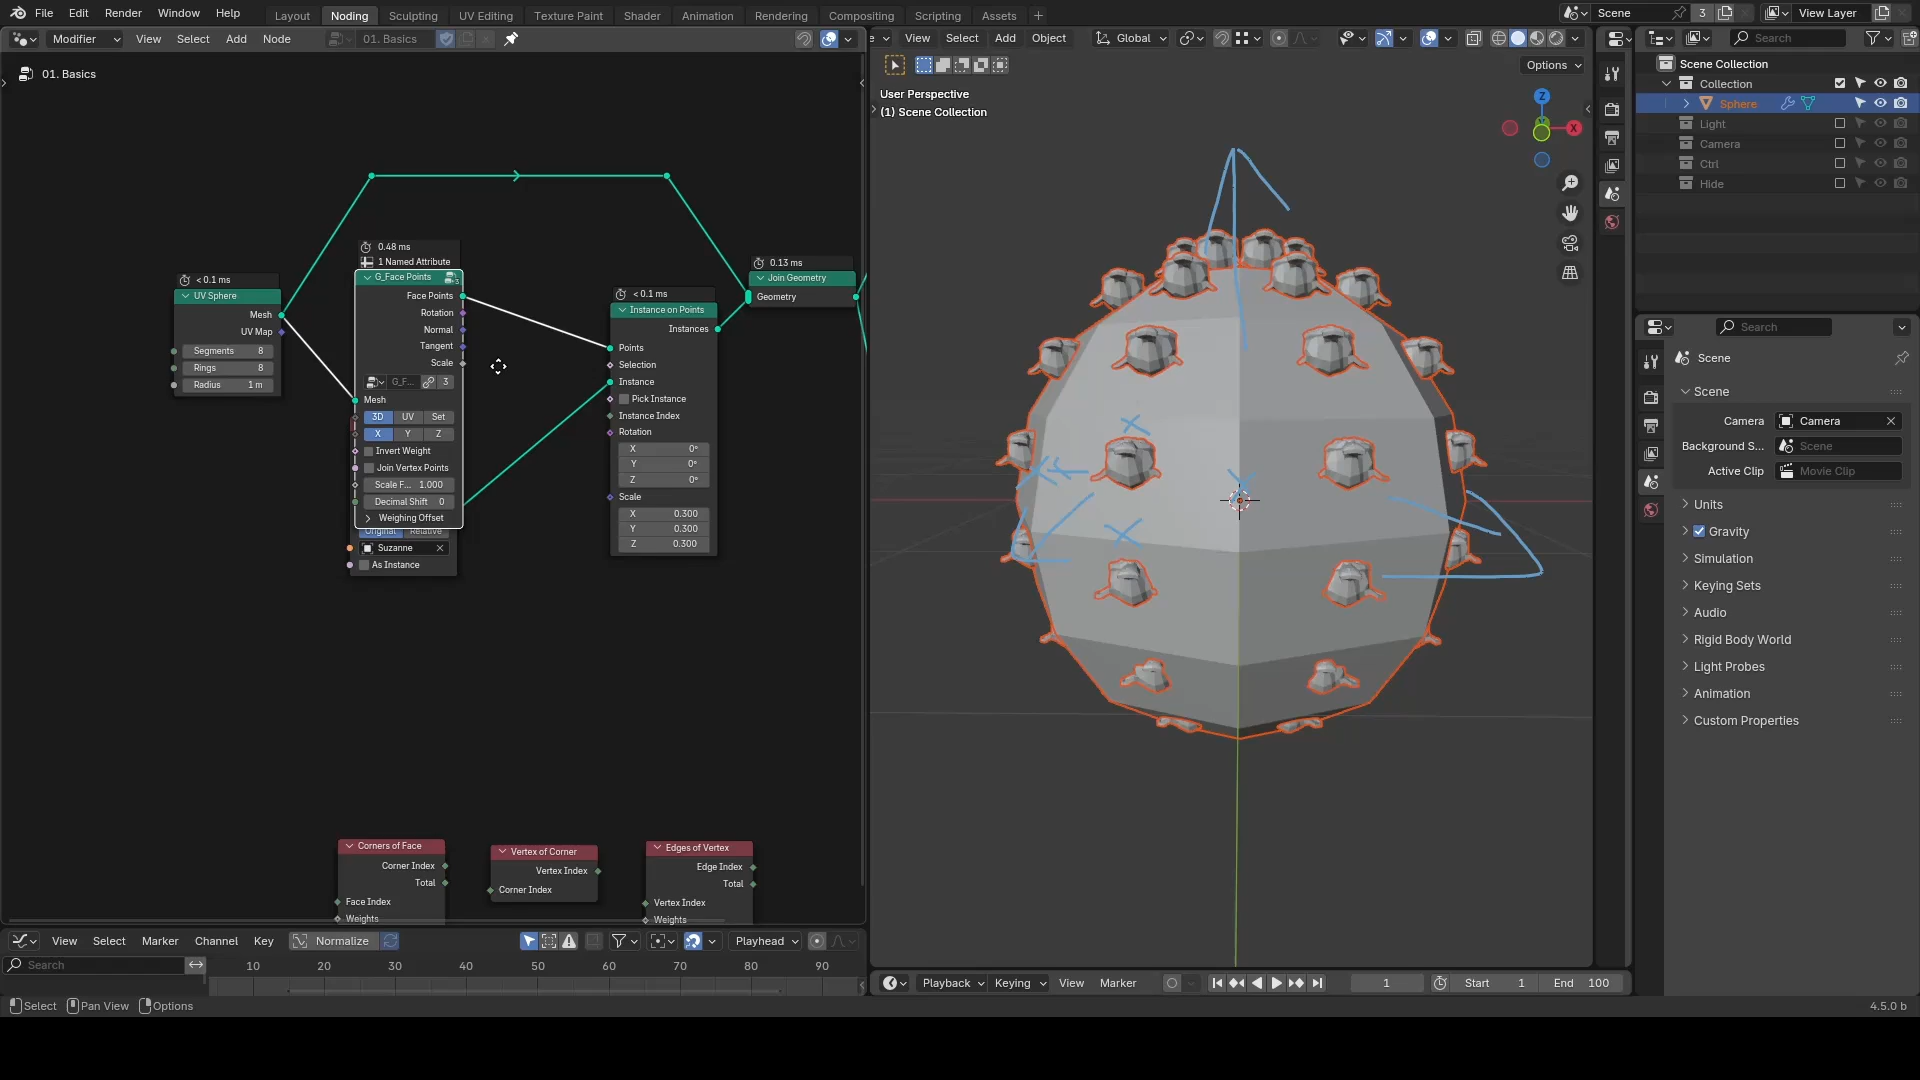 File Edit Render Window Help Layout Noding Sculpting UV Editing Texture Paint Shader Animation Rendering Compositing Scripting Assets + Scene 3 View Layer
Modifier View Select Add Node 01. Basics View Select Add Object Global Search
Options
01. Basics
User Perspective
(1) Scene Collection
Z
X
0.48 ms
1 Named Attribute
G_Face Points
Face Points
Rotation
Normal
Tangent
Scale
G_F... 3
Mesh
3D UV Set
X Y Z
Invert Weight
Join Vertex Points
Scale F... 1.000
Decimal Shift 0
Weighing Offset
Original Relative
Suzanne
As Instance
< 0.1 ms
UV Sphere
Mesh
UV Map
Segments 8
Rings 8
Radius 1 m
< 0.1 ms
Instance on Points
Instances
Points
Selection
Instance
Pick Instance
Instance Index
Rotation
X 0°
Y 0°
Z 0°
Scale
X 0.300
Y 0.300
Z 0.300
0.13 ms
Join Geometry
Geometry
Corners of Face
Corner Index
Total
Face Index
Weights
Vertex of Corner
Vertex Index
Corner Index
Edges of Vertex
Edge Index
Total
Vertex Index
Weights
Scene Collection
Collection
Sphere
Light
Camera
Ctrl
Hide
Search
Scene
Scene
Camera Camera
Background S... Scene
Active Clip Movie Clip
Units
Gravity
Simulation
Keying Sets
Audio
Rigid Body World
Light Probes
Animation
Custom Properties
View Select Marker Channel Key Normalize Playhead
Search 10 20 30 40 50 60 70 80 90
Playback Keying View Marker 1 Start 1 End 100
Select Pan View Options 4.5.0 b